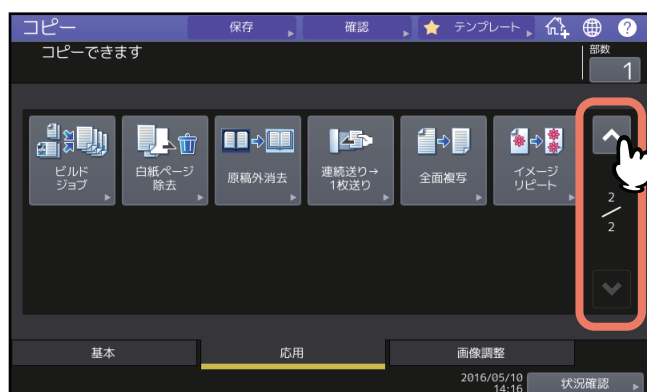 コピー
保存
確認
テンプレート
?
コピーできます
部数
1
ビルド
ジョブ
白紙ページ
除去
原稿外消去
連続送り→
1枚送り
全面複写
イメージ
リピート
2
2
基本
応用
画像調整
2016/05/10
14:16
状況確認